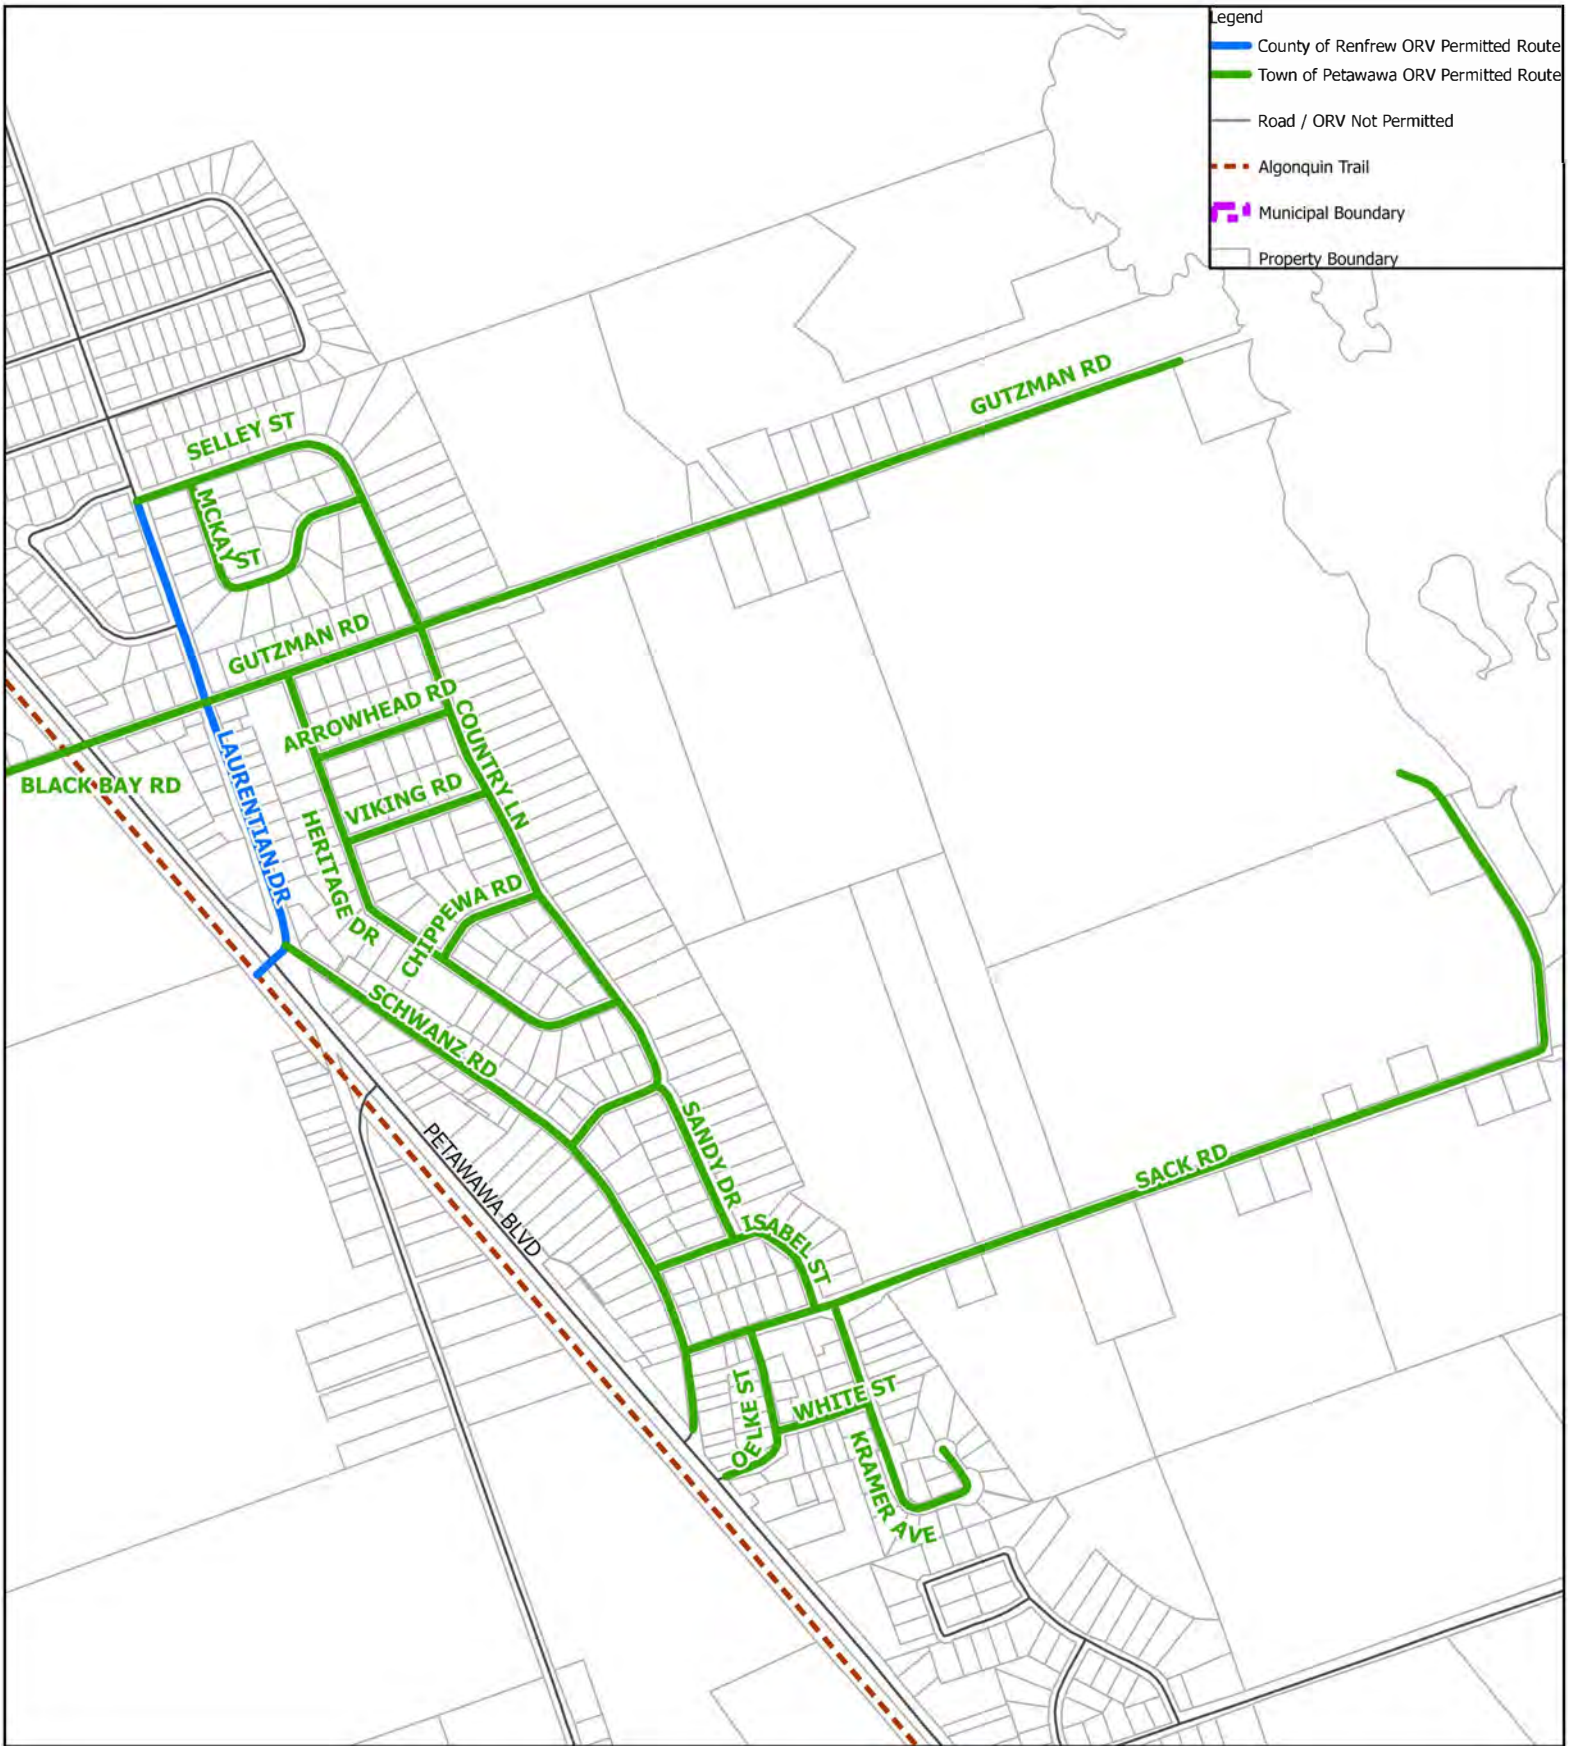 Legend
County of Renfrew ORV Permitted Route
Town of Petawawa ORV Permitted Route
Road / ORV Not Permitted
Algonquin Trail
Municipal Boundary
Property Boundary
GUTZMAN RD
SELLEY ST
MCKAY ST
GUTZMAN RD
ARROWHEAD RD
COUNTRY LN
BLACK BAY RD
LAURENTIAN DR
VIKING RD
HERITAGE DR
CHIPPEWA RD
SCHWANZ RD
PETAWAWA BLVD
SANDY DR
SACK RD
ISABEL ST
OELKE ST
WHITE ST
KRAMER AVE